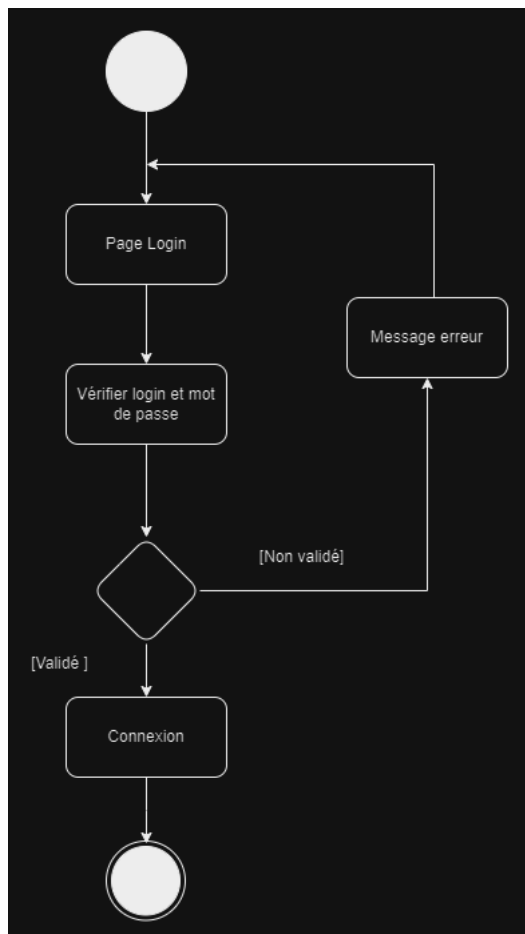 Page Login
Message erreur
Vérifier login et mot
de passe
[Non validé]
[Validé ]
Connexion